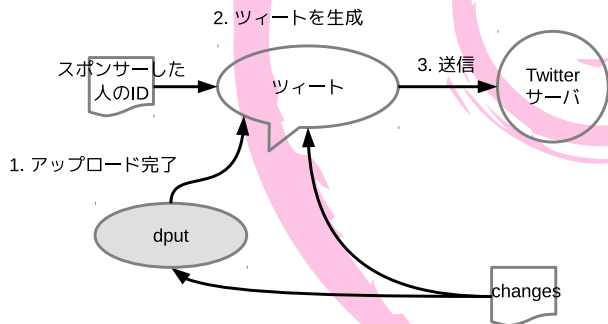 2. ツィートを生成
スポンサーした
人のID
ツィート
3. 送信
Twitter
サーバ
1. アップロード完了
dput
changes